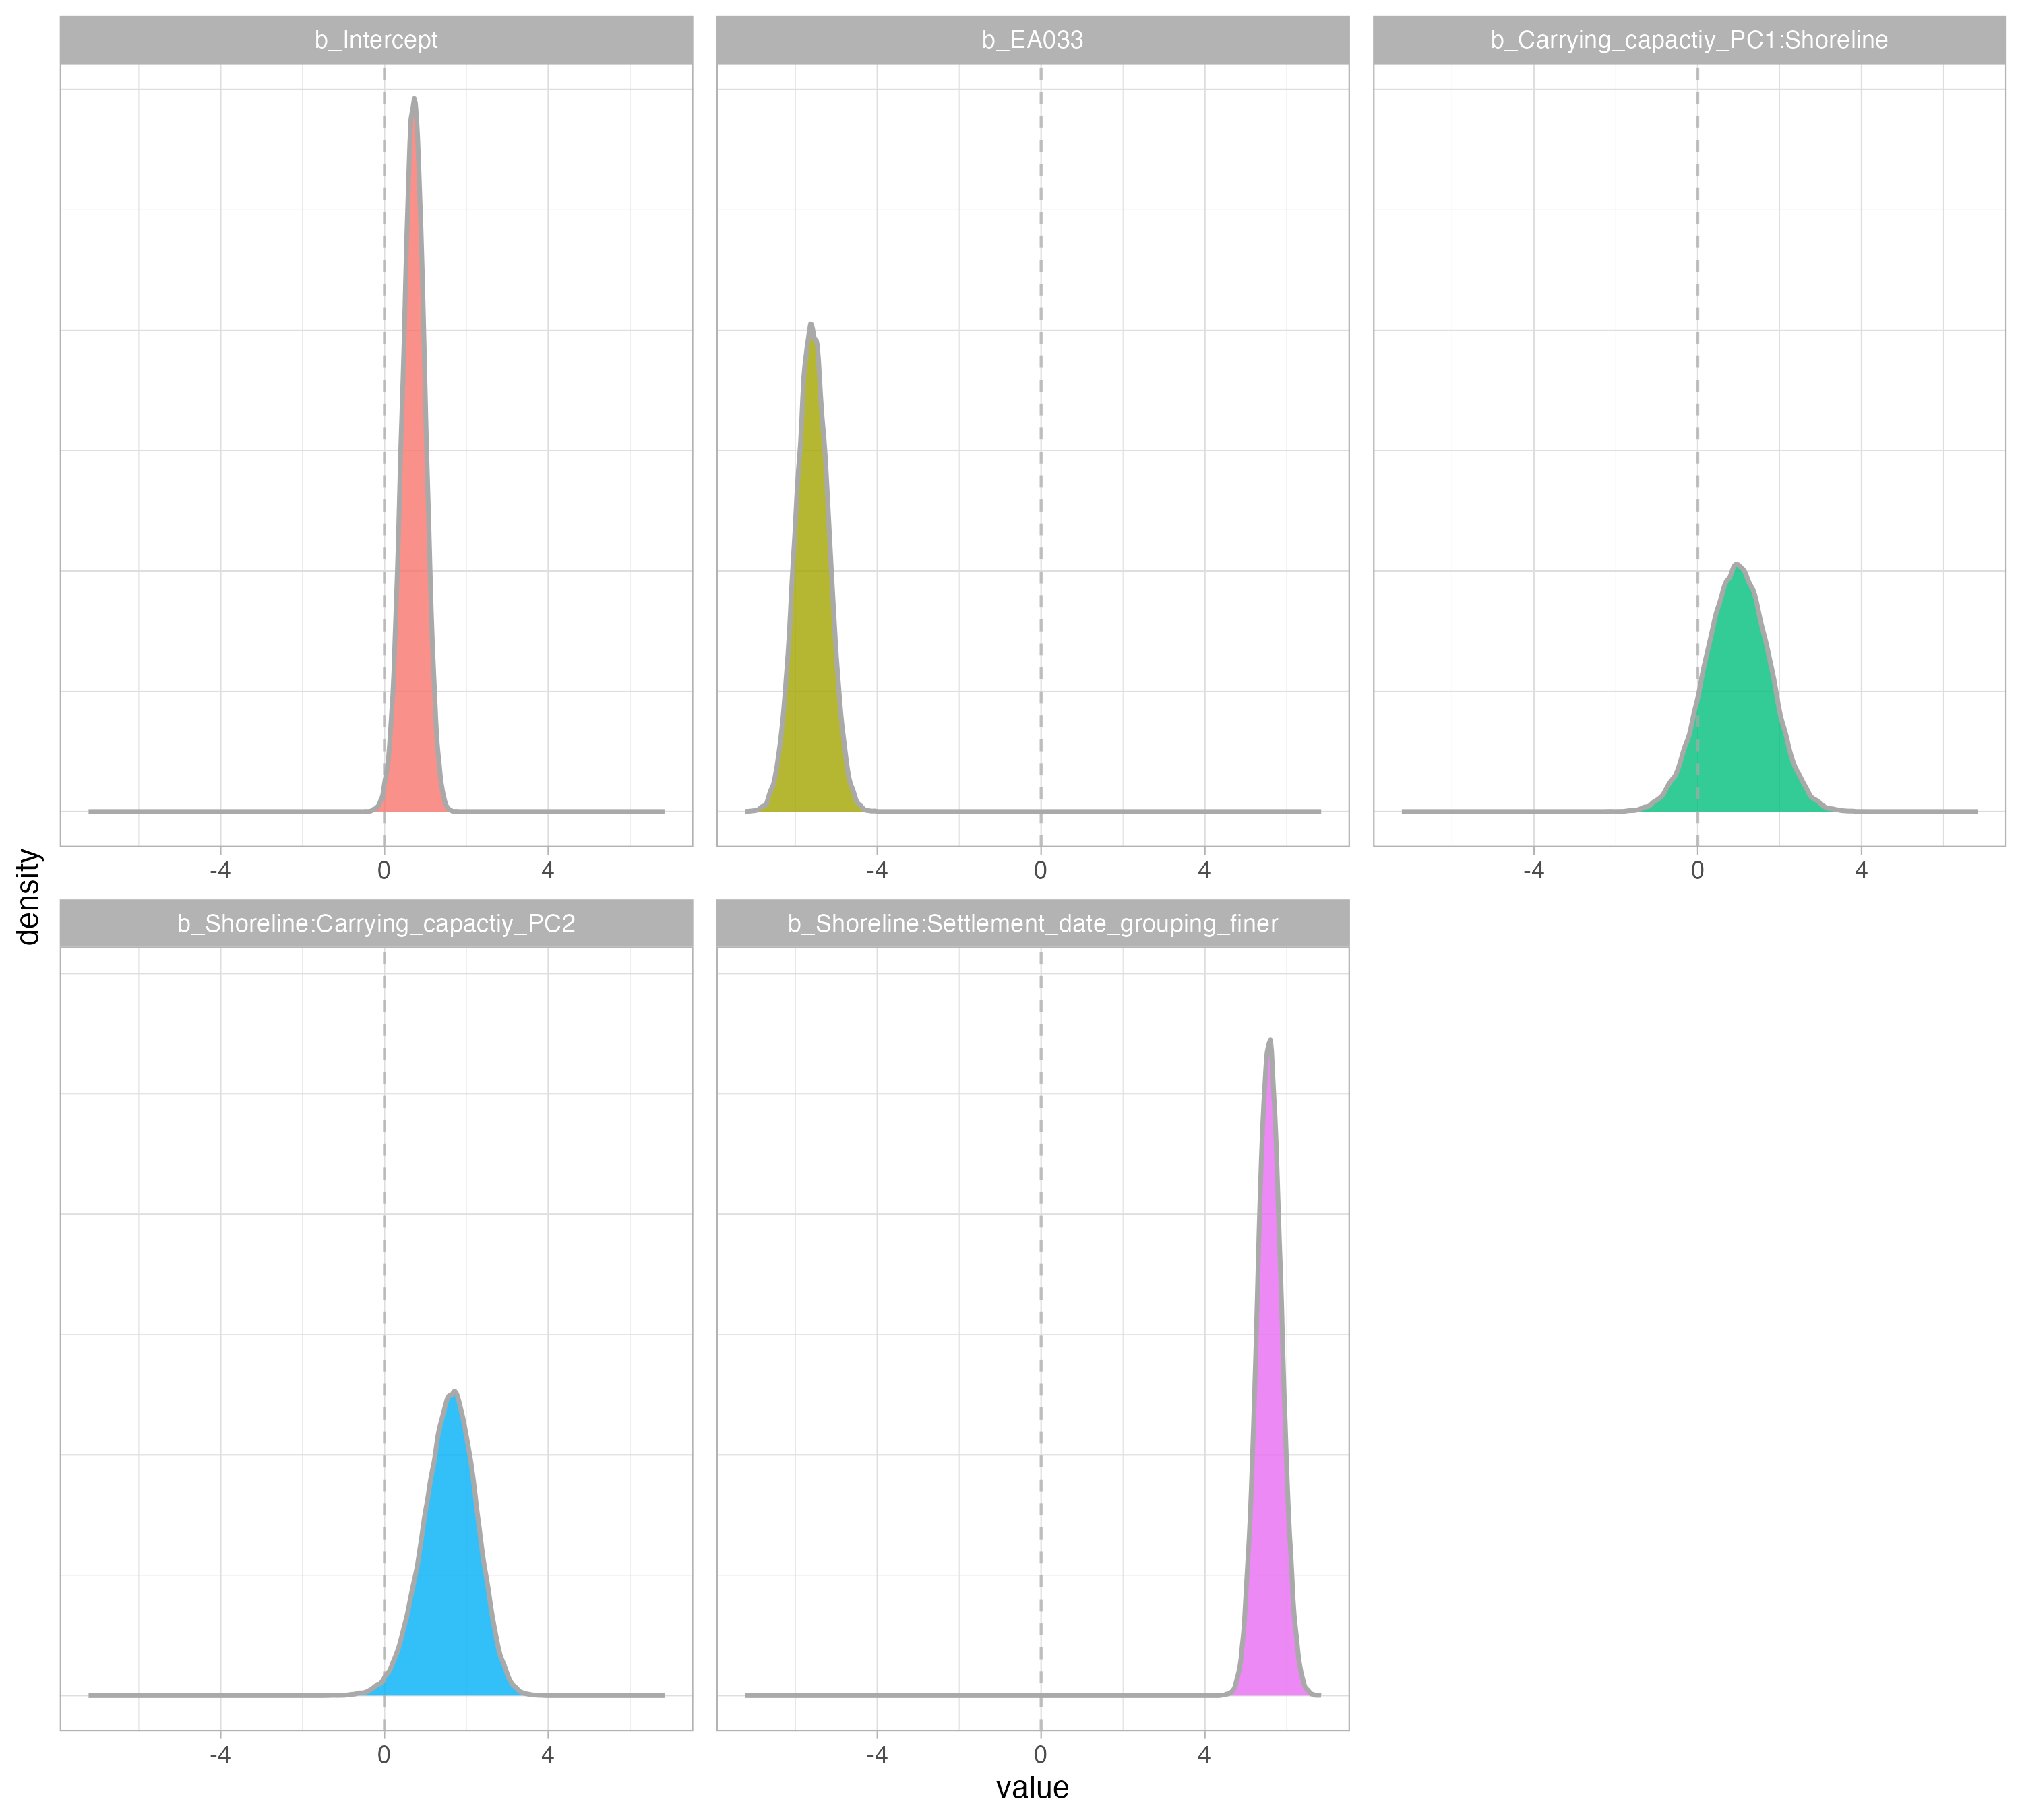 b_Intercept
b_EA033
b_Carrying_capactiy_PC1:Shoreline
-4 0 4
-4 0 4
-4 0 4
density
b_Shoreline:Carrying_capactiy_PC2
b_Shoreline:Settlement_date_grouping_finer
-4 0 4
-4 0 4
value